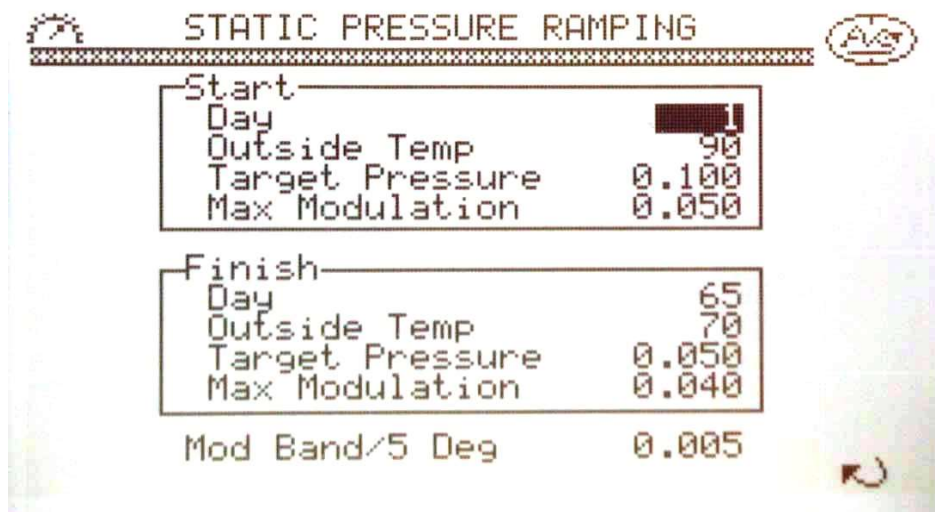 STATIC PRESSURE RAMPING
AVS
Start
Day 1
Outside Temp 90
Target Pressure 0.100
Max Modulation 0.050
Finish
Day 65
Outside Temp 70
Target Pressure 0.050
Max Modulation 0.040
Mod Band/5 Deg 0.005